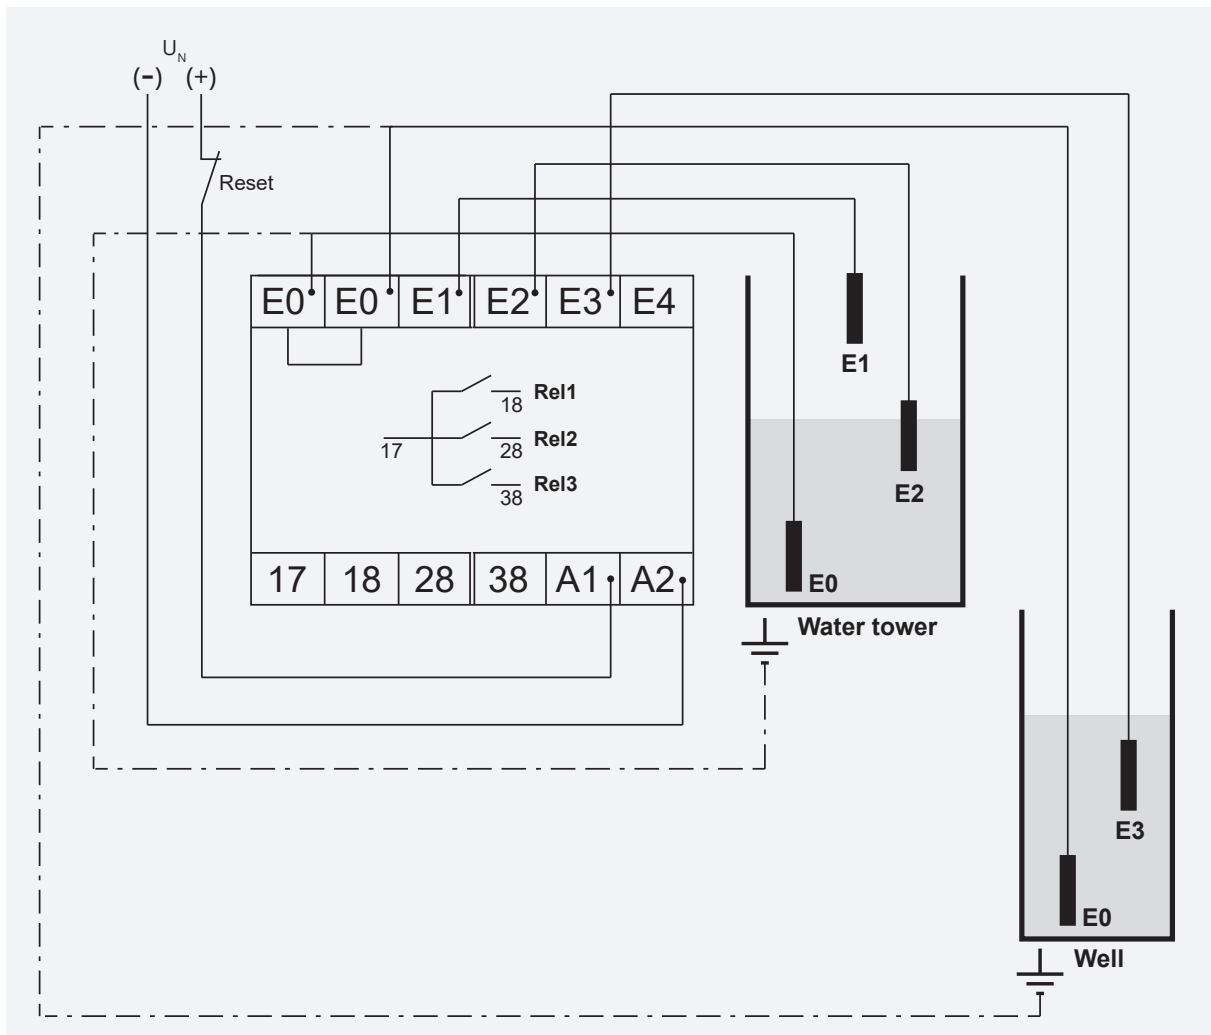 UN
(-) (+)
Reset
E0 E0 E1 E2 E3 E4
E1
Rel1
18
17
Rel2
28
Rel3
38
E2
17 18 28 38 A1 A2
E0
Water tower
E3
E0
Well